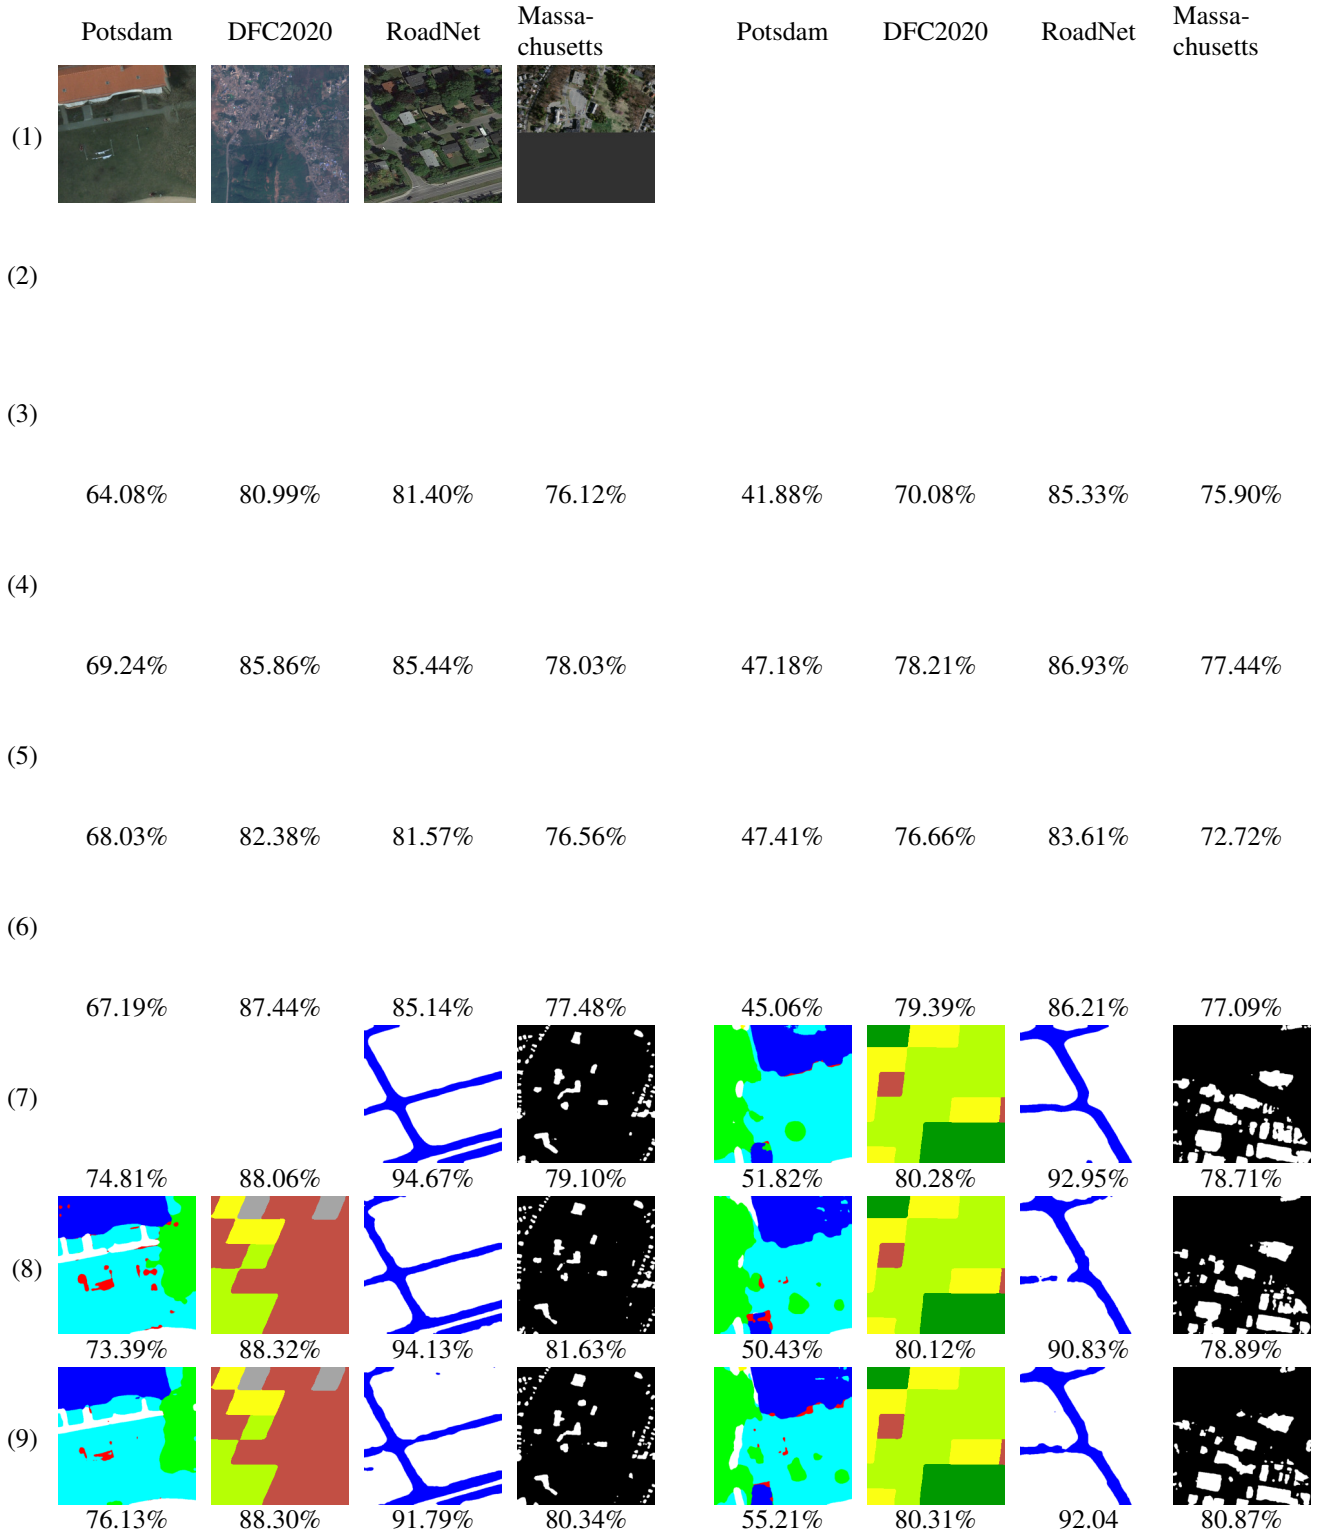 Potsdam DFC2020 RoadNet Massa-
chusetts Potsdam DFC2020 RoadNet Massa-
chusetts
(1)
(2)
(3)
64.08% 80.99% 81.40% 76.12% 41.88% 70.08% 85.33% 75.90%
(4)
69.24% 85.86% 85.44% 78.03% 47.18% 78.21% 86.93% 77.44%
(5)
68.03% 82.38% 81.57% 76.56% 47.41% 76.66% 83.61% 72.72%
(6)
67.19% 87.44% 85.14% 77.48% 45.06% 79.39% 86.21% 77.09%
(7)
74.81% 88.06% 94.67% 79.10% 51.82% 80.28% 92.95% 78.71%
(8)
73.39% 88.32% 94.13% 81.63% 50.43% 80.12% 90.83% 78.89%
(9)
76.13% 88.30% 91.79% 80.34% 55.21% 80.31% 92.04 80.87%